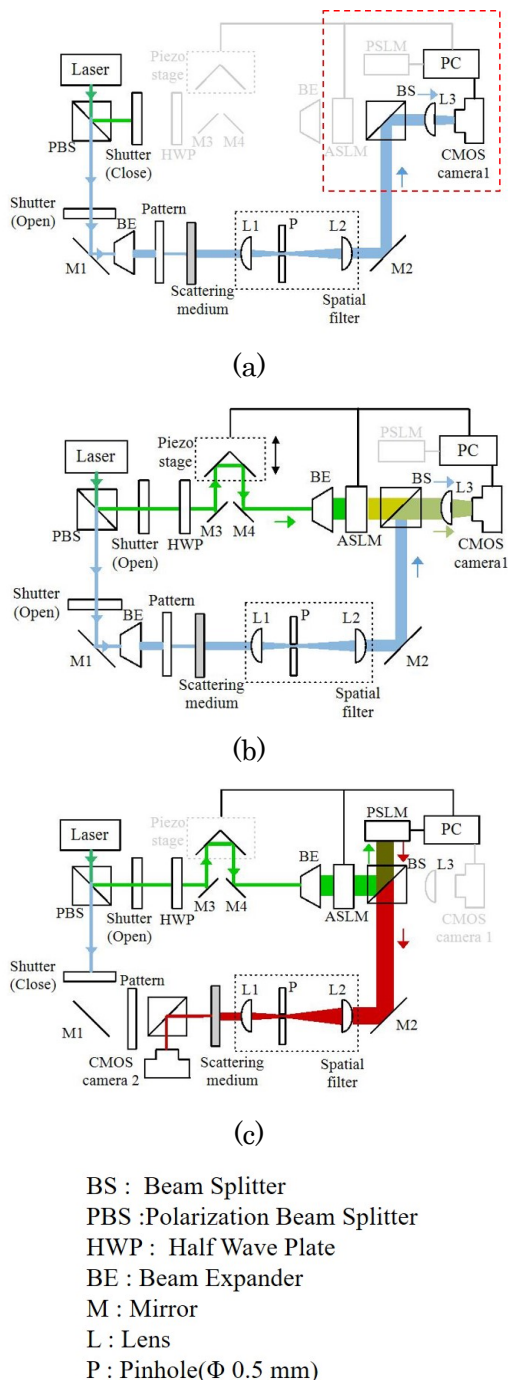 Laser
PBS
Shutter
(Close)
Piezo
stage
HWP
M3 M4
BE
ASLM
PSLM
PC
BS
L3
CMOS
camera1
Shutter
(Open)
M1
BE
Pattern
Scattering
medium
L1
P
L2
Spatial
filter
M2
(a)
Laser
PBS
Shutter
(Open)
HWP
Piezo
stage
M3 M4
BE
ASLM
PSLM
PC
BS
L3
CMOS
camera1
Shutter
(Open)
M1
BE
Pattern
Scattering
medium
L1
P
L2
Spatial
filter
M2
(b)
Laser
PBS
Shutter
(Open)
HWP
Piezo
stage
M3 M4
BE
ASLM
PSLM
PC
BS
L3
CMOS
camera 1
Shutter
(Close)
M1
Pattern
CMOS
camera 2
Scattering
medium
L1
P
L2
Spatial
filter
M2
(c)
BS : Beam Splitter
PBS :Polarization Beam Splitter
HWP : Half Wave Plate
BE : Beam Expander
M : Mirror
L : Lens
P : Pinhole(Φ 0.5 mm)